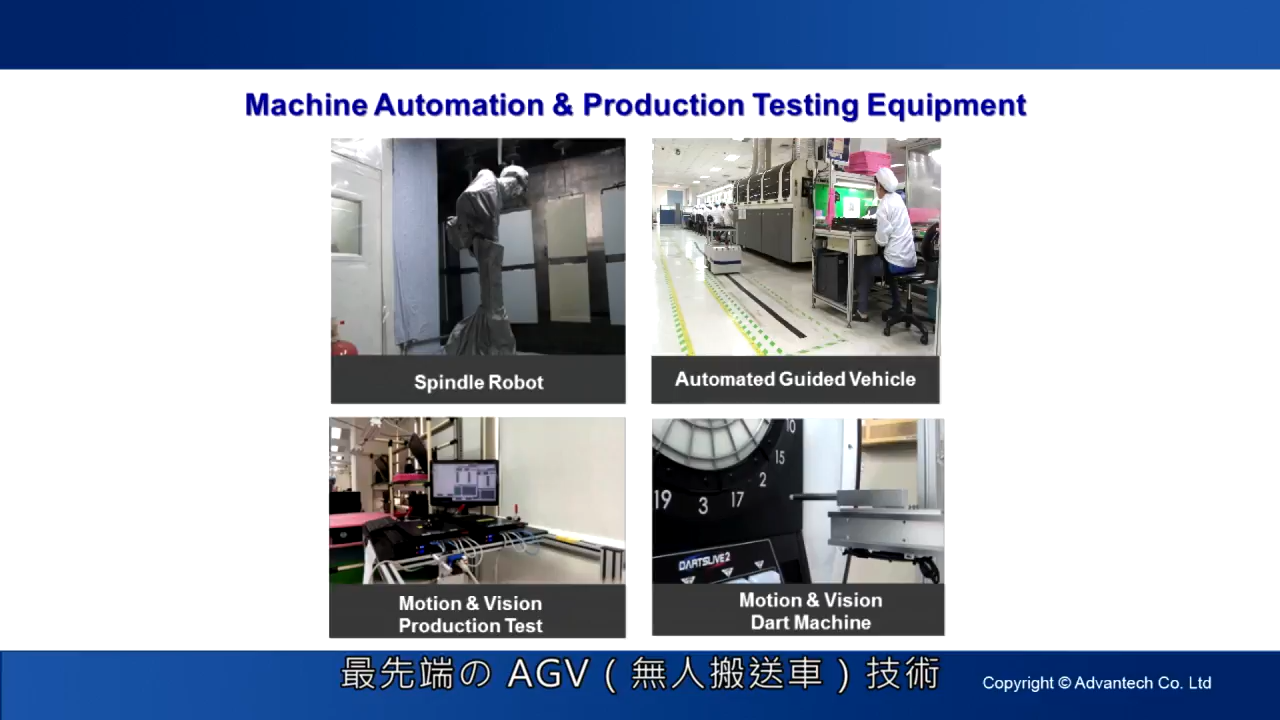 Machine Automation & Production Testing Equipment
Spindle Robot
Automated Guided Vehicle
10
15
2
17
3
19
DARTSLIVE2
Motion & Vision
Production Test
Motion & Vision
Dart Machine
最先端の AGV（無人搬送車）技術
Copyright © Advantech Co. Ltd